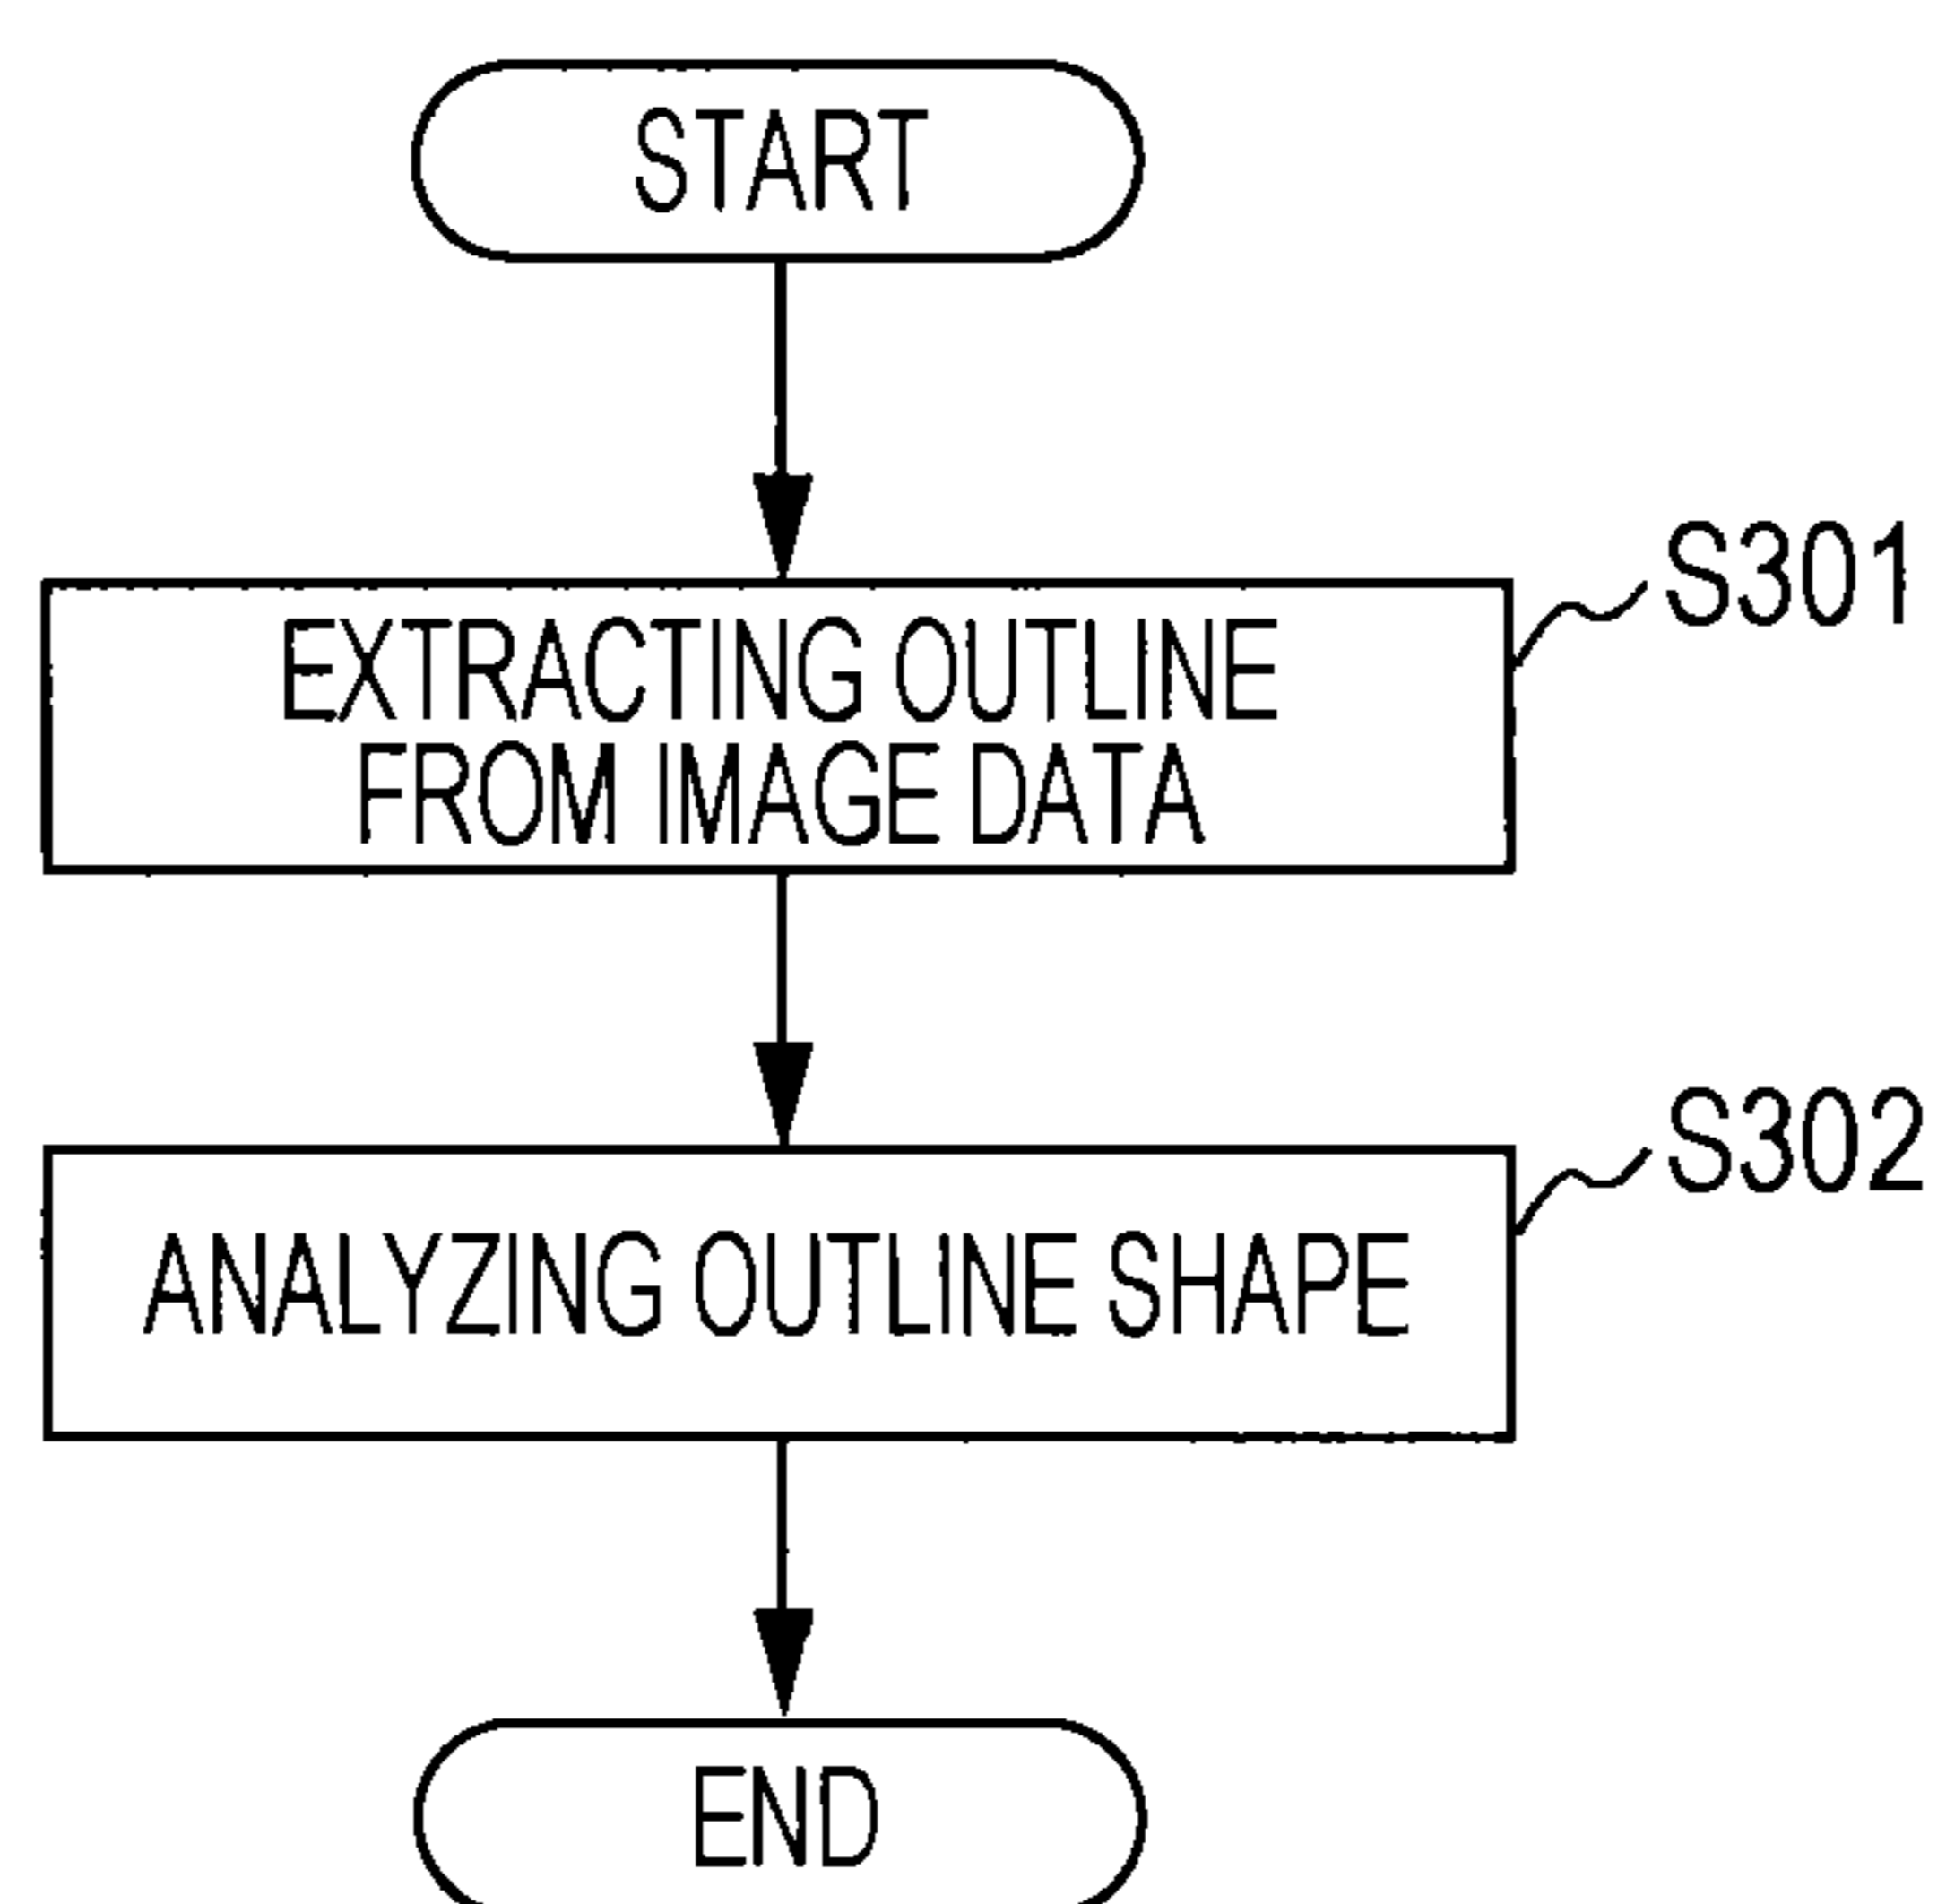 START
S301
EXTRACTING OUTLINE
FROM IMAGE DATA
S302
ANALYZING OUTLINE SHAPE
END